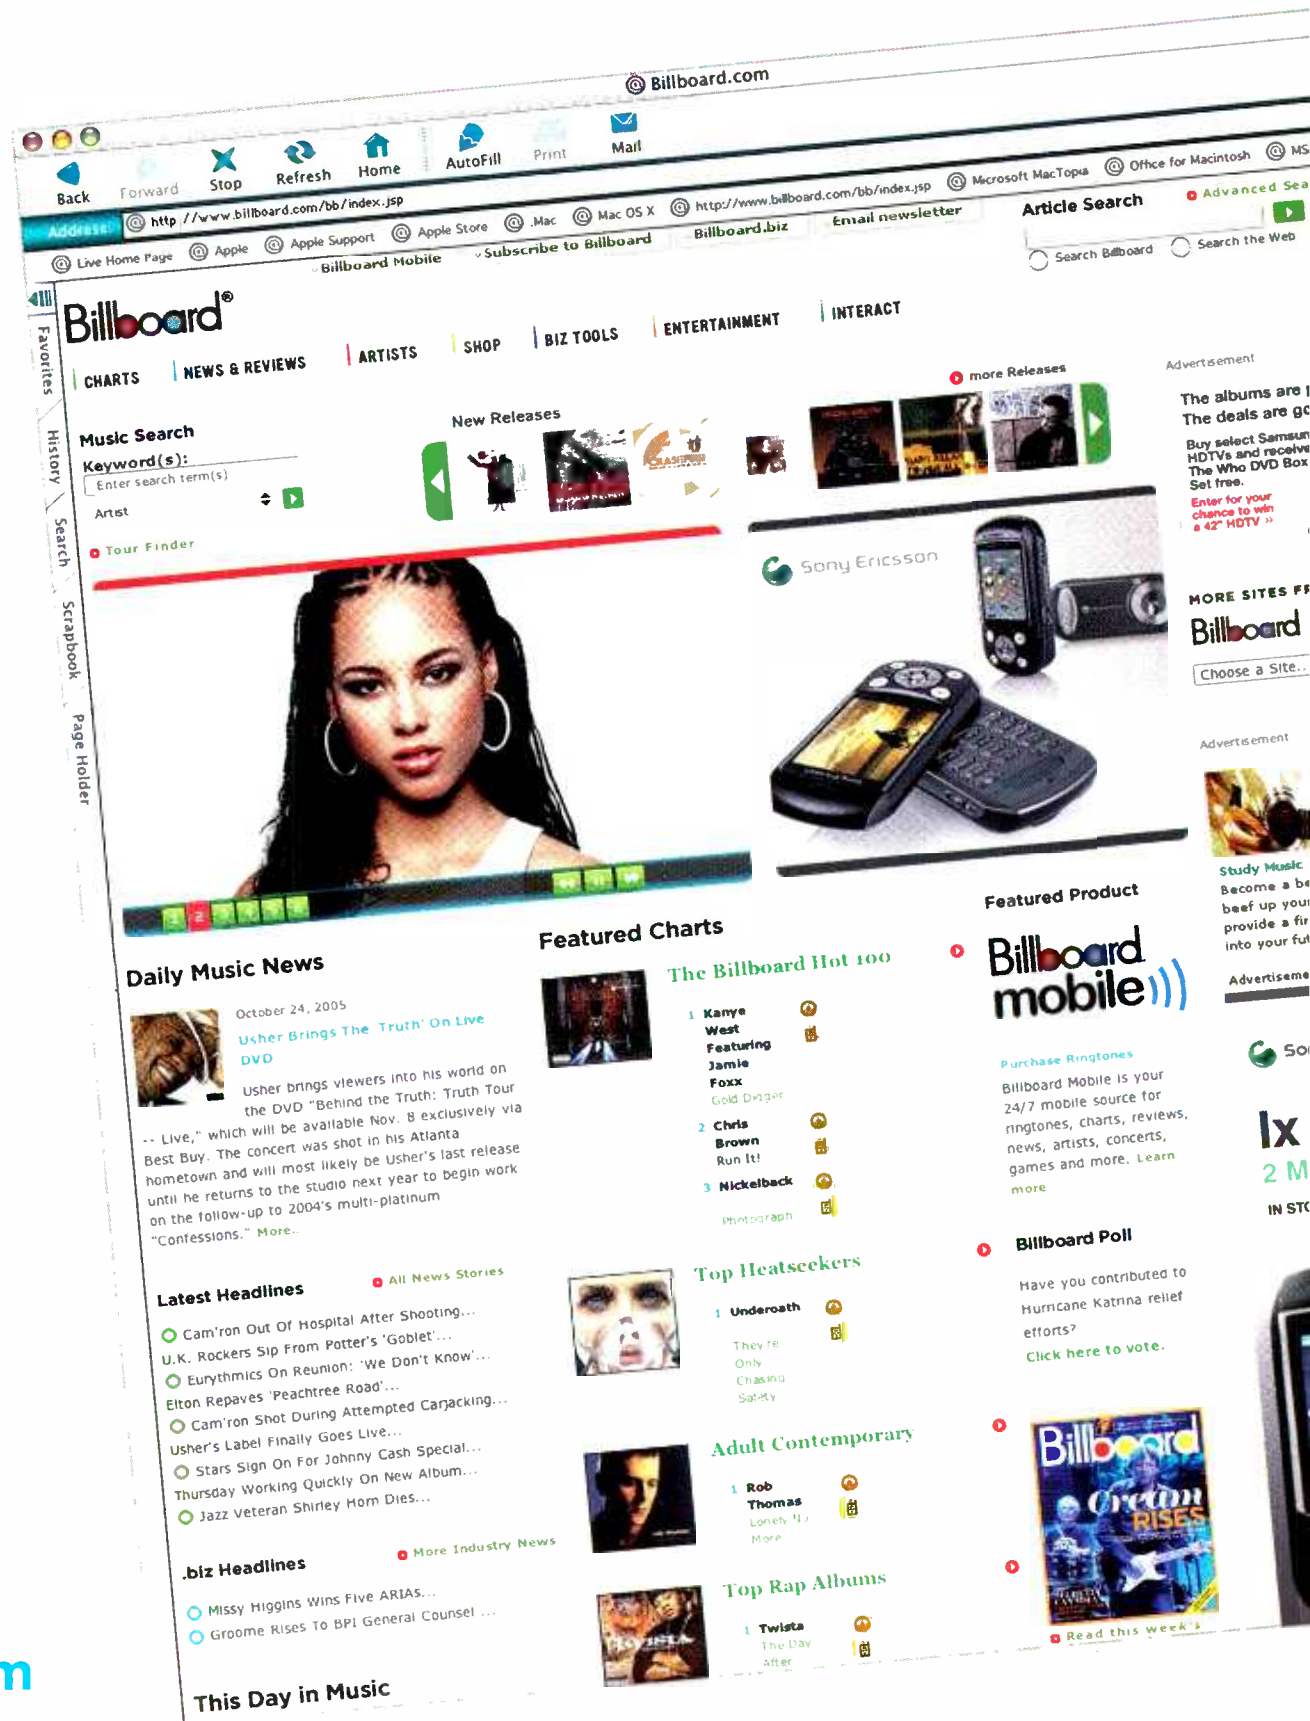 Billboard.com
Back
Forward
Stop
Refresh
Home
AutoFill
Print
Mail
Address:
http://www.billboard.com/bb/index.jsp
Live Home Page
Apple
Apple Support
Apple Store
.Mac
Mac OS X
http://www.billboard.com/bb/index.jsp
Microsoft MacTopia
Office for Macintosh
MS
Billboard Mobile
Subscribe to Billboard
Billboard.biz
Email newsletter
Article Search
Advanced Sea
Search Billboard
Search the Web
Favorites
History
Search
Scrapbook
Page Holder
Billboard®
CHARTS
NEWS & REVIEWS
ARTISTS
SHOP
BIZ TOOLS
ENTERTAINMENT
INTERACT
Music Search
Keyword(s):
Enter search term(s)
Artist
Tour Finder
New Releases
more Releases
Advertisement
The albums are
The deals are
Buy select Samsun
HDTVs and receive
The Who DVD Box
Set free.
Enter for your
chance to win
a 42" HDTV »
Sony Ericsson
MORE SITES FR
Billboard
Choose a Site..
Advertisement
Study Music
Become a be
beef up your
provide a fir
into your fut
Advertiseme
So
Ix
2 M
IN STO
Daily Music News
October 24, 2005
Usher Brings The 'Truth' On Live
DVD
Usher brings viewers into his world on
the DVD "Behind the Truth: Truth Tour
-- Live," which will be available Nov. 8 exclusively via
Best Buy. The concert was shot in his Atlanta
hometown and will most likely be Usher's last release
until he returns to the studio next year to begin work
on the follow-up to 2004's multi-platinum
"Confessions." More..
Latest Headlines
All News Stories
Cam'ron Out Of Hospital After Shooting...
U.K. Rockers Sip From Potter's 'Goblet'...
Eurythmics On Reunion: 'We Don't Know'...
Elton Repaves 'Peachtree Road'...
Cam'ron Shot During Attempted Carjacking...
Usher's Label Finally Goes Live...
Stars Sign On For Johnny Cash Special...
Thursday Working Quickly On New Album...
Jazz Veteran Shirley Horn Dies...
.biz Headlines
More Industry News
Missy Higgins Wins Five ARIAs...
Groome Rises To BPI General Counsel ...
This Day in Music
Featured Charts
The Billboard Hot 100
1 Kanye
West
Featuring
Jamie
Foxx
Gold Digger
2 Chris
Brown
Run It!
3 Nickelback
Photograph
Top Heatseekers
1 Underoath
They're
Only
Chasing
Safety
Adult Contemporary
1 Rob
Thomas
Lonely No
More
Top Rap Albums
1 Twista
The Day
After
Featured Product
Billboard
mobile
Purchase Ringtones
Billboard Mobile is your
24/7 mobile source for
ringtones, charts, reviews,
news, artists, concerts,
games and more. Learn
more
Billboard Poll
Have you contributed to
Hurricane Katrina relief
efforts?
Click here to vote.
Billboard
Cream
RISES
Read this week's
m